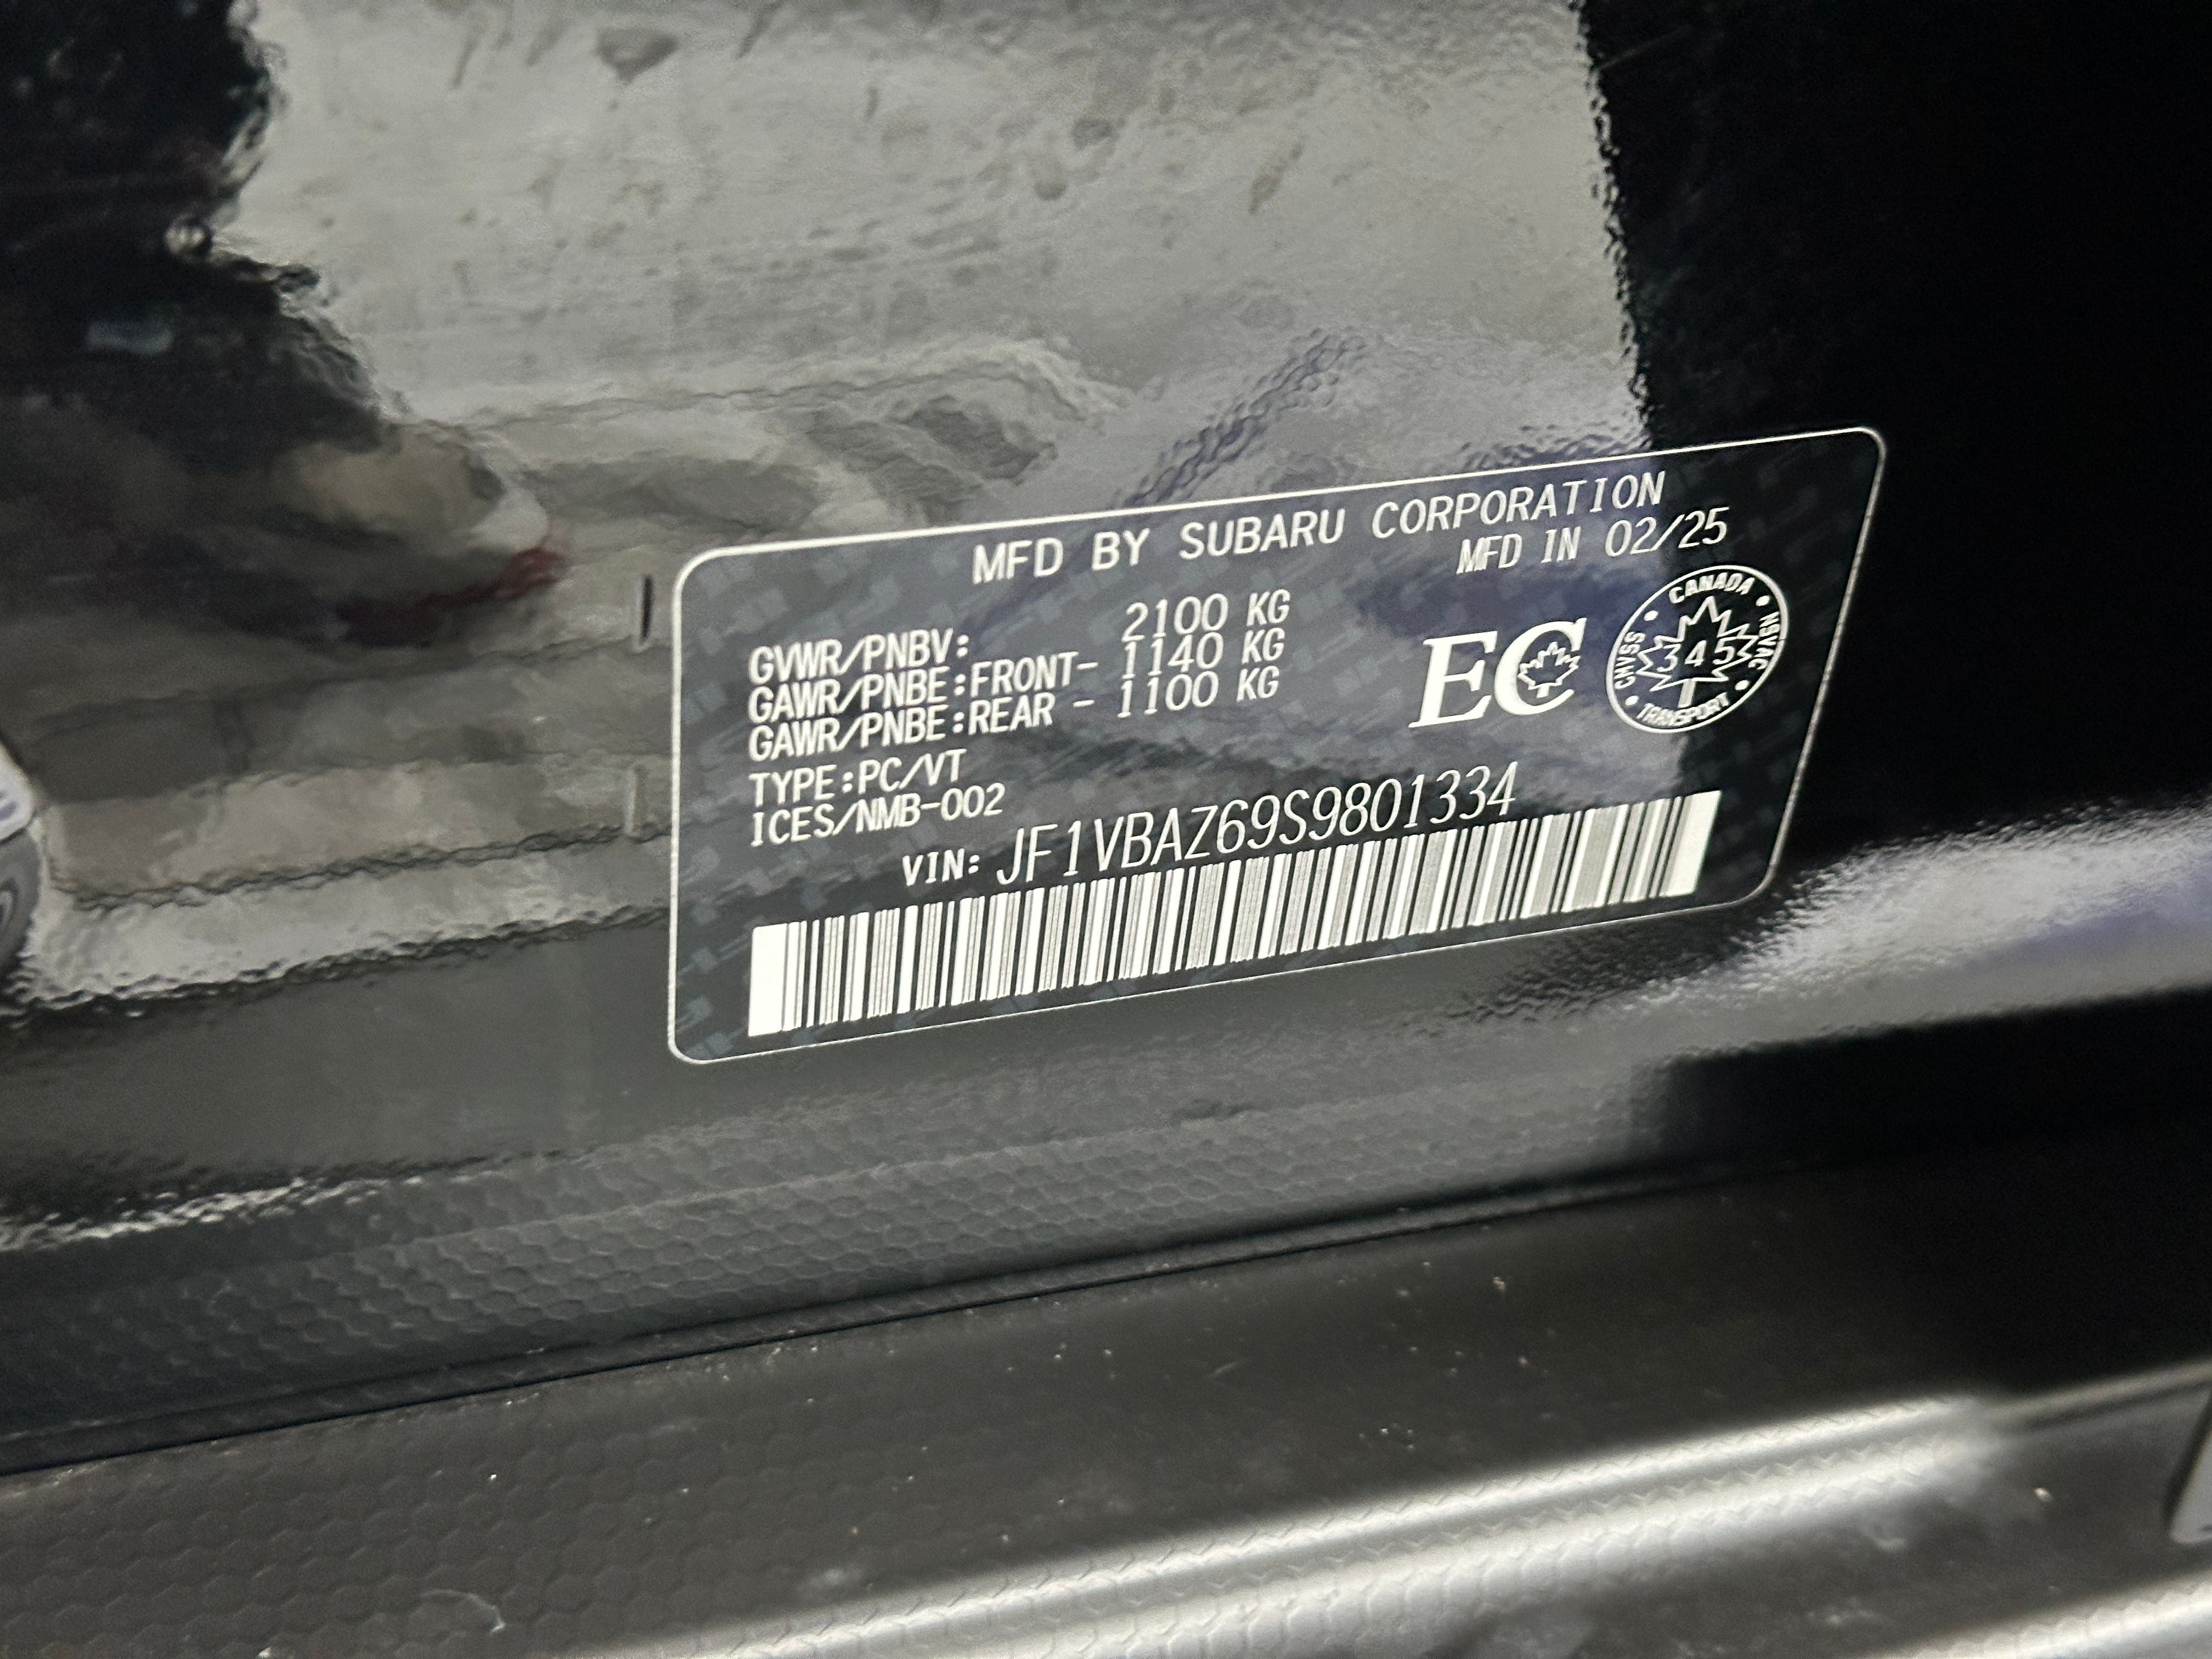 MFD BY SUBARU CORPORATION
MFD IN 02/25
GVWR/PNBV: 2100 KG
GAWR/PNBE:FRONT- 1140 KG
GAWR/PNBE:REAR - 1100 KG
TYPE:PC/VT
ICES/NMB-002
EC
CANADA • NSVAC • TRANSPORT • CMVSS •
345
VIN: JF1VBAZ69S9801334